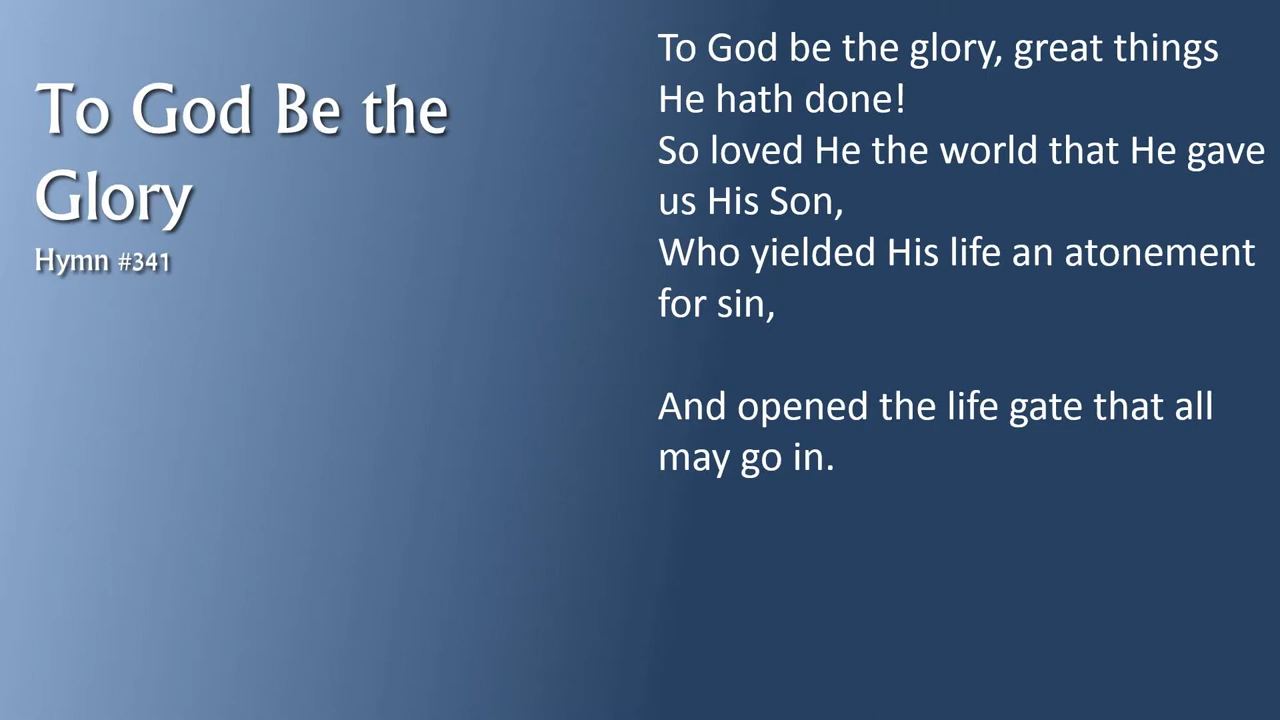 To God Be the
Glory
Hymn #341
To God be the glory, great things
He hath done!
So loved He the world that He gave
us His Son,
Who yielded His life an atonement
for sin,
And opened the life gate that all
may go in.